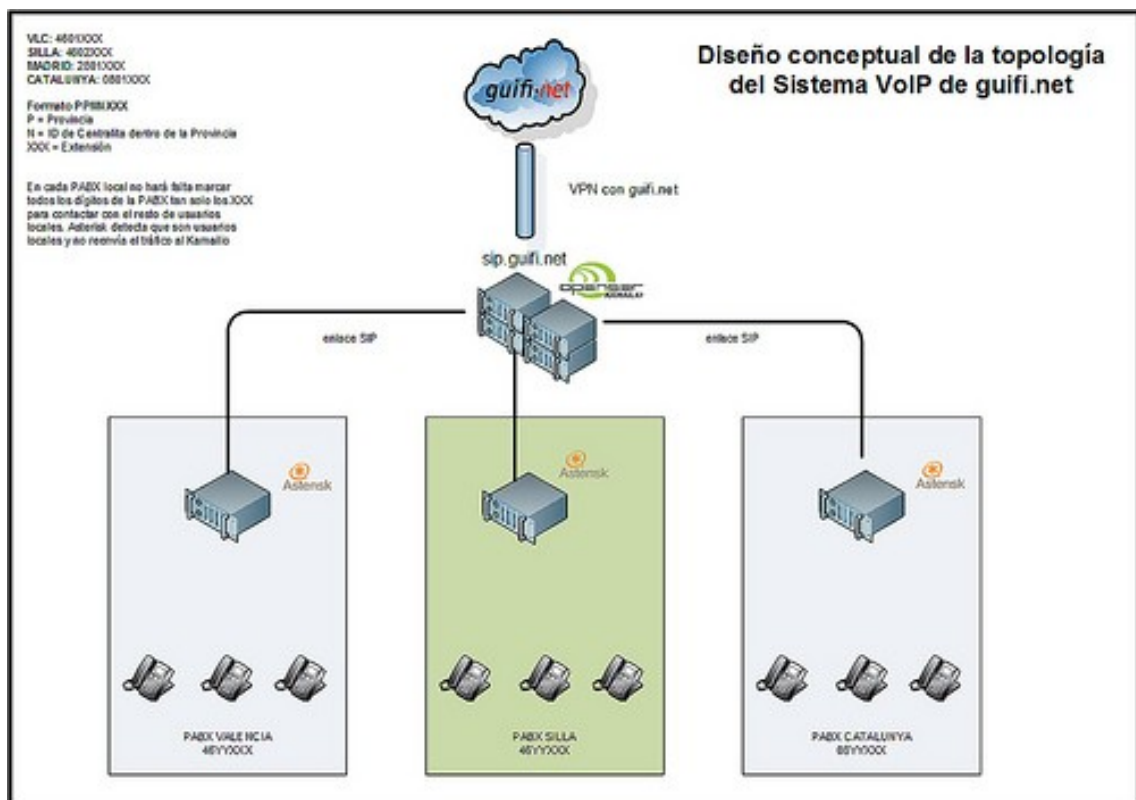 VLC: 4601XXX
SILLA: 4602XXX
MADRID: 2801XXX
CATALUNYA: 0801XXX
Formato PPNNXXX
P = Provincia
N = ID de Centralita dentro de la Provincia
XXX = Extensión
En cada PABX local no hará falta marcar
todos los dígitos de la PABX tan solo los XXX
para contactar con el resto de usuarios
locales. Asterisk detecta que son usuarios
locales y no reenvía el tráfico al Kamailio
Diseño conceptual de la topología
del Sistema VoIP de guifi.net
guifi·net
VPN con guifi.net
sip.guifi.net
openser
KAMAILIO
enlace SIP
enlace SIP
Asterisk
Asterisk
Asterisk
PABX VALENCIA
46YYXXX
PABX SILLA
46YYXXX
PABX CATALUNYA
08YYXXX